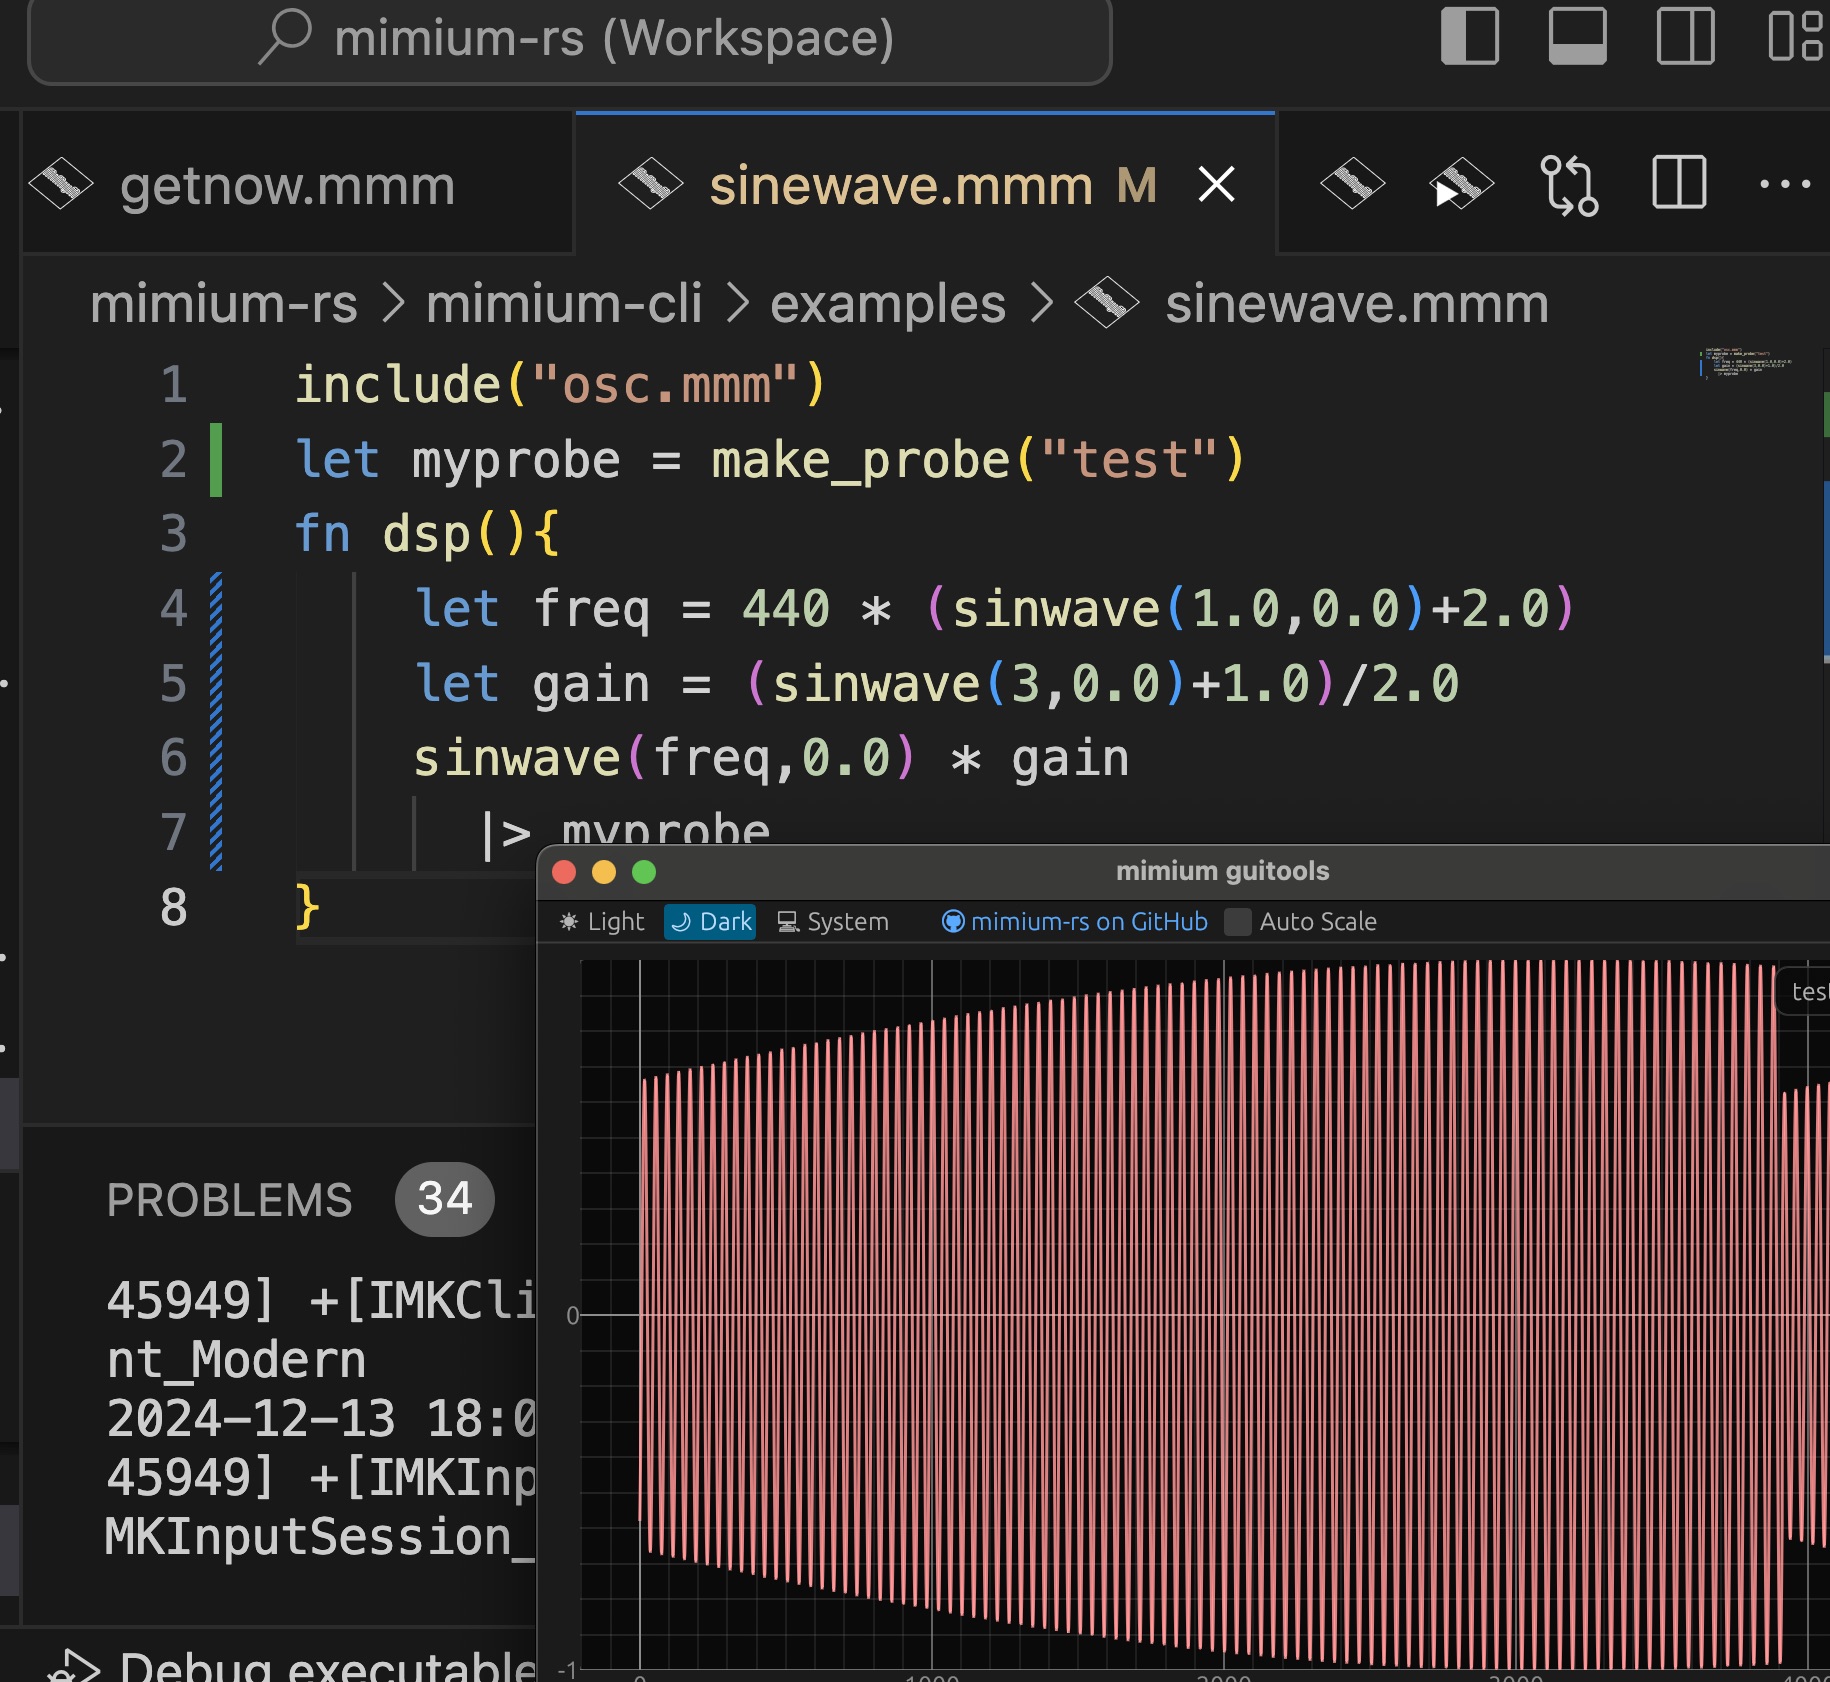 mimium-rs (Workspace)
getnow.mmm
sinewave.mmm M
mimium-rs > mimium-cli > examples > sinewave.mmm
1 include("osc.mmm")
2 let myprobe = make_probe("test")
3 fn dsp(){
4 let freq = 440 * (sinwave(1.0,0.0)+2.0)
5 let gain = (sinwave(3,0.0)+1.0)/2.0
6 sinwave(freq,0.0) * gain
7 |> myprobe
8 }
mimium guitools
Light Dark System mimium-rs on GitHub Auto Scale
test
0
-1
0 1000 2000 3000 4000
PROBLEMS 34
45949] +[IMKCli
nt_Modern
2024-12-13 18:0
45949] +[IMKInp
MKInputSession_
Debug executable